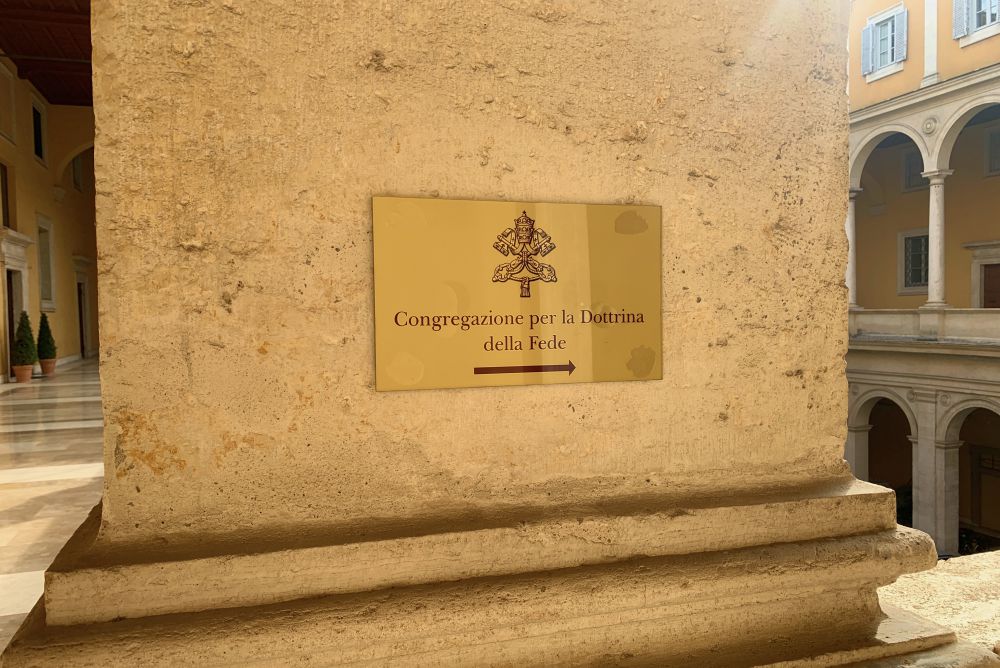 Congregazione per la Dottrina
della Fede